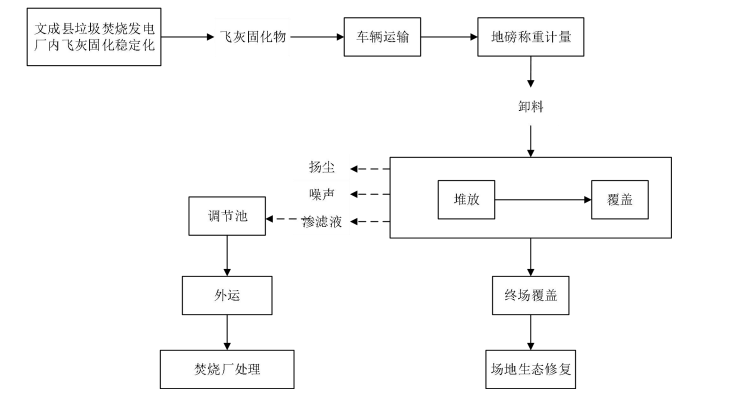 文成县垃圾焚烧发电
厂内飞灰固化稳定化
飞灰固化物
车辆运输
地磅称重计量
卸料
扬尘
噪声
渗滤液
堆放
覆盖
调节池
外运
终场覆盖
焚烧厂处理
场地生态修复